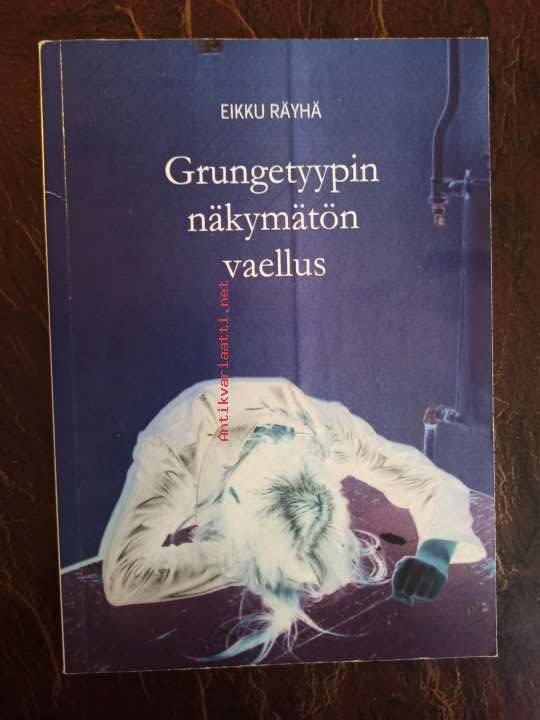 EIKKU RÄYHÄ
Grungetyypin
näkymätön
vaellus
Antikvariaatti.net